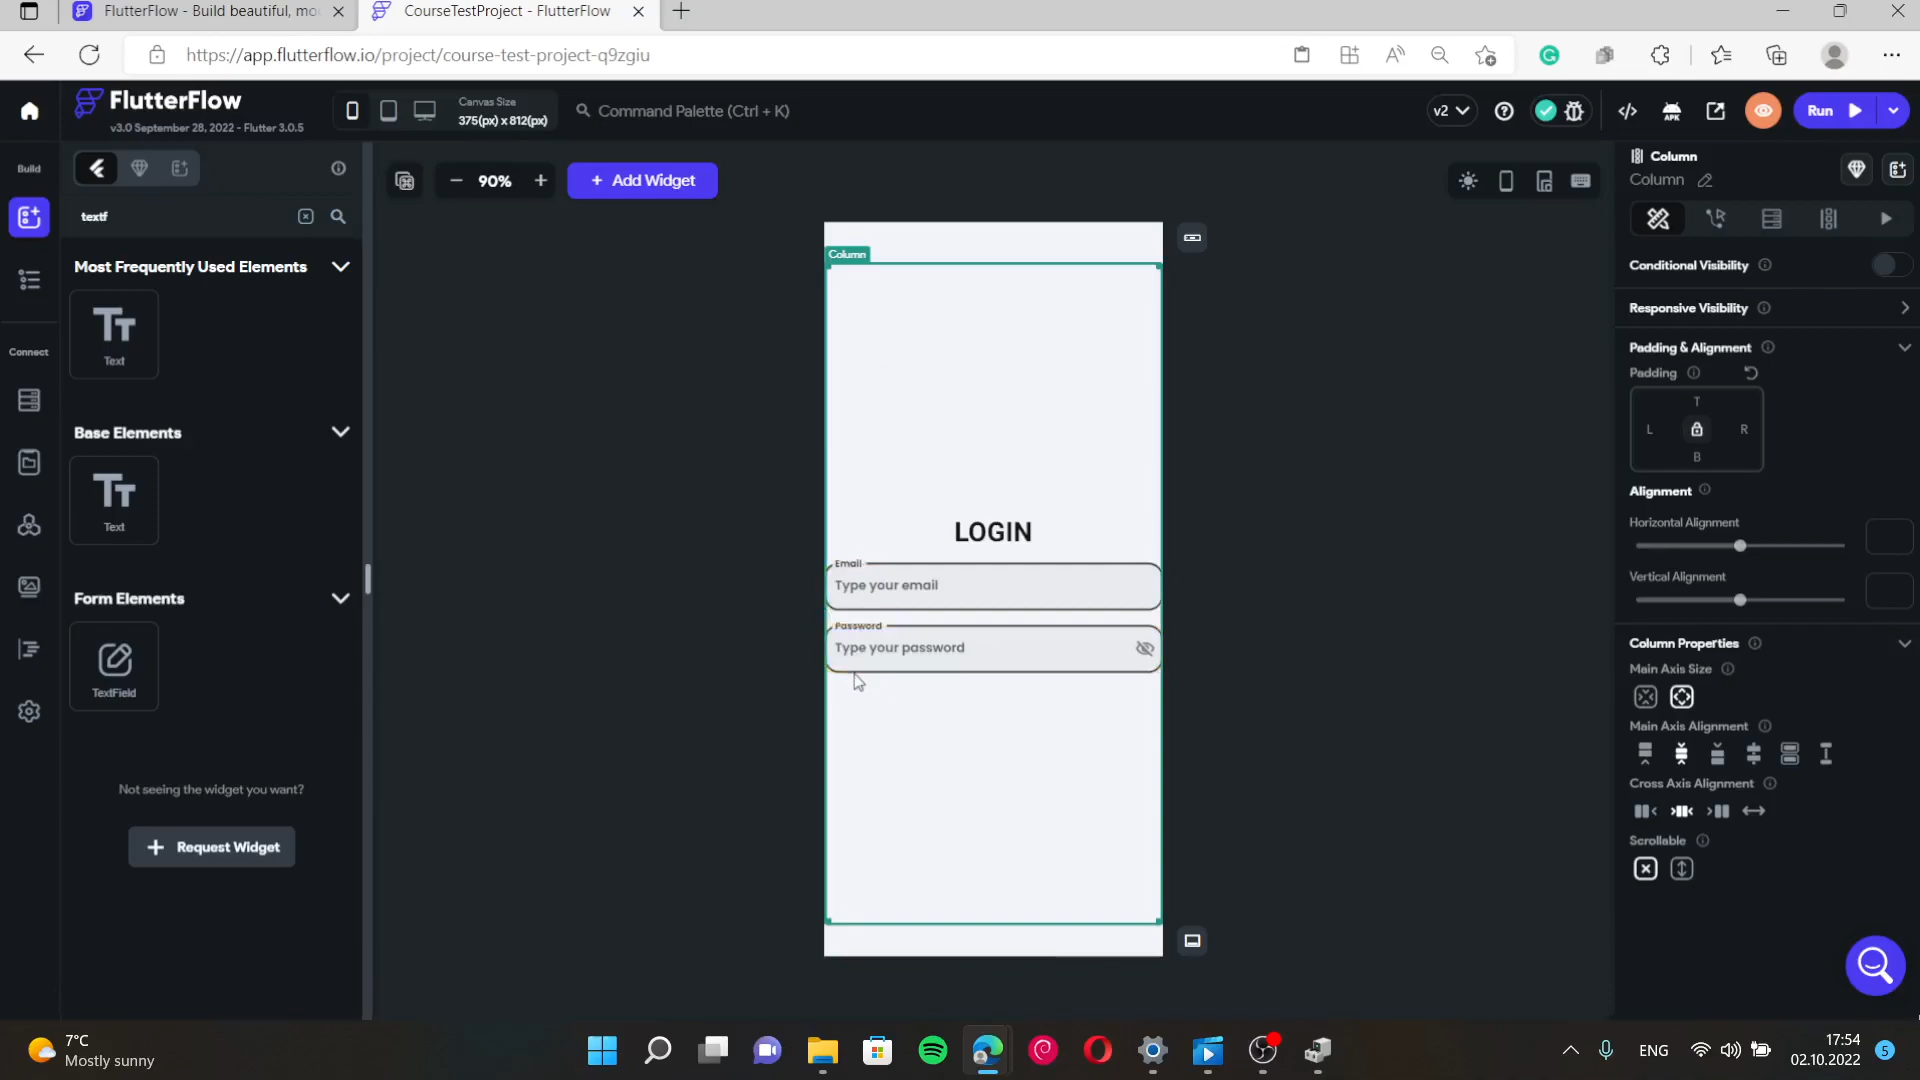 FlutterFlow - Build beautiful, mo
CourseTestProject - FlutterFlow
https://app.flutterflow.io/project/course-test-project-q9zgiu
FlutterFlow
v3.0 September 28, 2022 - Flutter 3.0.5
Canvas Size
375(px) x 812(px)
Command Palette (Ctrl + K)
v2
APK
Run
Build
Connect
textf
Most Frequently Used Elements
Tt
Text
Base Elements
Tt
Text
Form Elements
TextField
Not seeing the widget you want?
+ Request Widget
− 90% +
+ Add Widget
Column
LOGIN
Email
Type your email
Password
Type your password
Column
Column
Conditional Visibility
Responsive Visibility
Padding & Alignment
Padding
T
L R
B
Alignment
Horizontal Alignment
Vertical Alignment
Column Properties
Main Axis Size
Main Axis Alignment
Cross Axis Alignment
Scrollable
7°C
Mostly sunny
ENG
17:54
02.10.2022
5